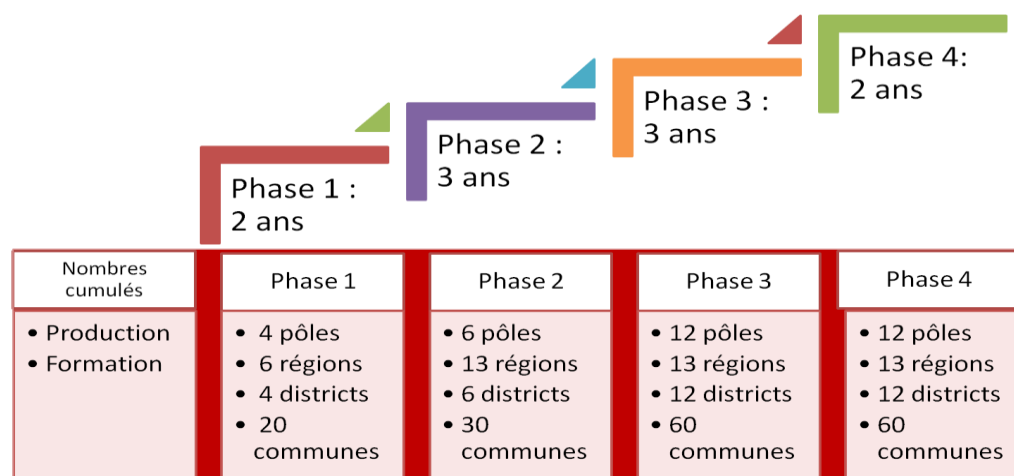 Phase 1 :
2 ans
Phase 2 :
3 ans
Phase 3 :
3 ans
Phase 4:
2 ans
Nombres
cumulés
Phase 1
Phase 2
Phase 3
Phase 4
• Production
• Formation
• 4 pôles
• 6 régions
• 4 districts
• 20
communes
• 6 pôles
• 13 régions
• 6 districts
• 30
communes
• 12 pôles
• 13 régions
• 12 districts
• 60
communes
• 12 pôles
• 13 régions
• 12 districts
• 60
communes